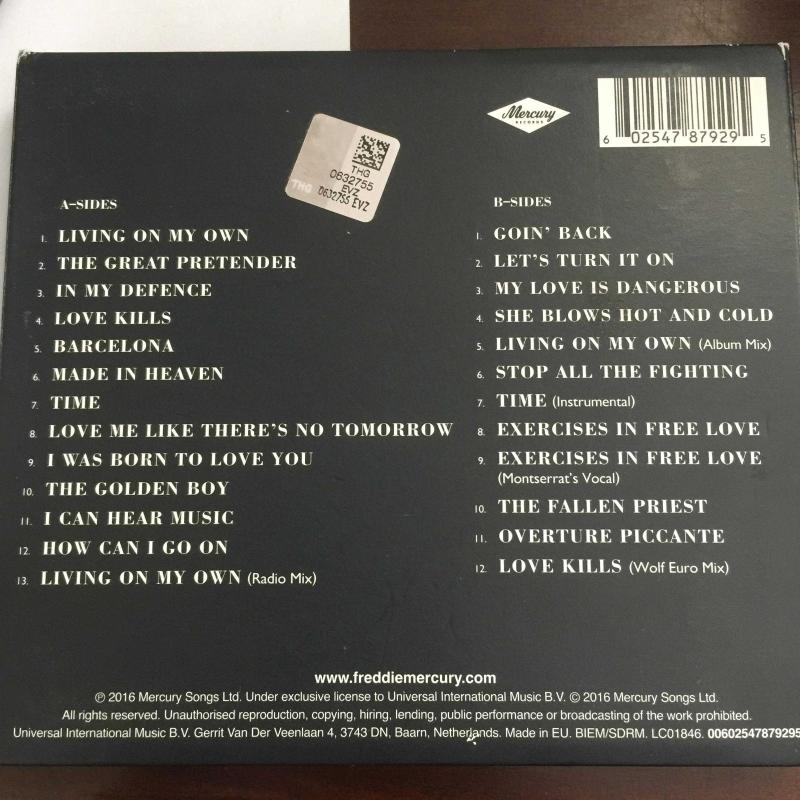 Mercury
RECORDS
6 02547 87929 5
THG
0632755
EVZ
THG 0632755 EVZ
A–SIDES
1. LIVING ON MY OWN
2. THE GREAT PRETENDER
3. IN MY DEFENCE
4. LOVE KILLS
5. BARCELONA
6. MADE IN HEAVEN
7. TIME
8. LOVE ME LIKE THERE'S NO TOMORROW
9. I WAS BORN TO LOVE YOU
10. THE GOLDEN BOY
11. I CAN HEAR MUSIC
12. HOW CAN I GO ON
13. LIVING ON MY OWN (Radio Mix)
B–SIDES
1. GOIN' BACK
2. LET'S TURN IT ON
3. MY LOVE IS DANGEROUS
4. SHE BLOWS HOT AND COLD
5. LIVING ON MY OWN (Album Mix)
6. STOP ALL THE FIGHTING
7. TIME (Instrumental)
8. EXERCISES IN FREE LOVE
9. EXERCISES IN FREE LOVE
(Montserrat's Vocal)
10. THE FALLEN PRIEST
11. OVERTURE PICCANTE
12. LOVE KILLS (Wolf Euro Mix)
www.freddiemercury.com
℗ 2016 Mercury Songs Ltd. Under exclusive license to Universal International Music B.V. © 2016 Mercury Songs Ltd.
All rights reserved. Unauthorised reproduction, copying, hiring, lending, public performance or broadcasting of the work prohibited.
Universal International Music B.V. Gerrit Van Der Veenlaan 4, 3743 DN, Baarn, Netherlands. Made in EU. BIEM/SDRM. LC01846. 00602547879295